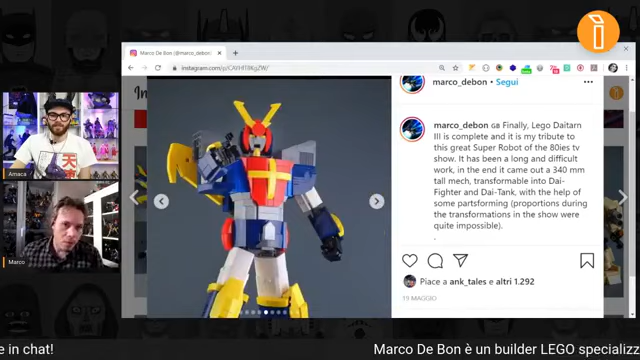 Marco De Bon (@marco_debon)
instagram.com/p/CAVHlT8KgZW/
marco_debon • Segui
marco_debon GB Finally, Lego Daitarn
III is complete and it is my tribute to
this great Super Robot of the 80ies tv
show. It has been a long and difficult
work, in the end it came out a 340 mm
tall mech, transformable into Dai-
Fighter and Dai-Tank, with the help of
some partsforming (proportions during
the transformations in the show were
quite impossible).
.
Piace a ank_tales e altri 1.292
19 MAGGIO
Amaca
Marco
e in chat!
Marco De Bon è un builder LEGO specializz